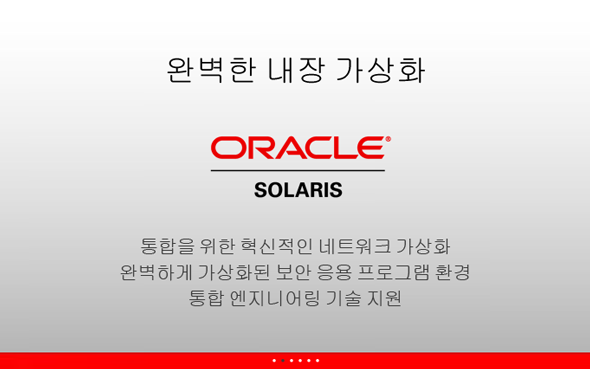 완벽한 내장 가상화
ORACLE®
SOLARIS
통합을 위한 혁신적인 네트워크 가상화
완벽하게 가상화된 보안 응용 프로그램 환경
통합 엔지니어링 기술 지원